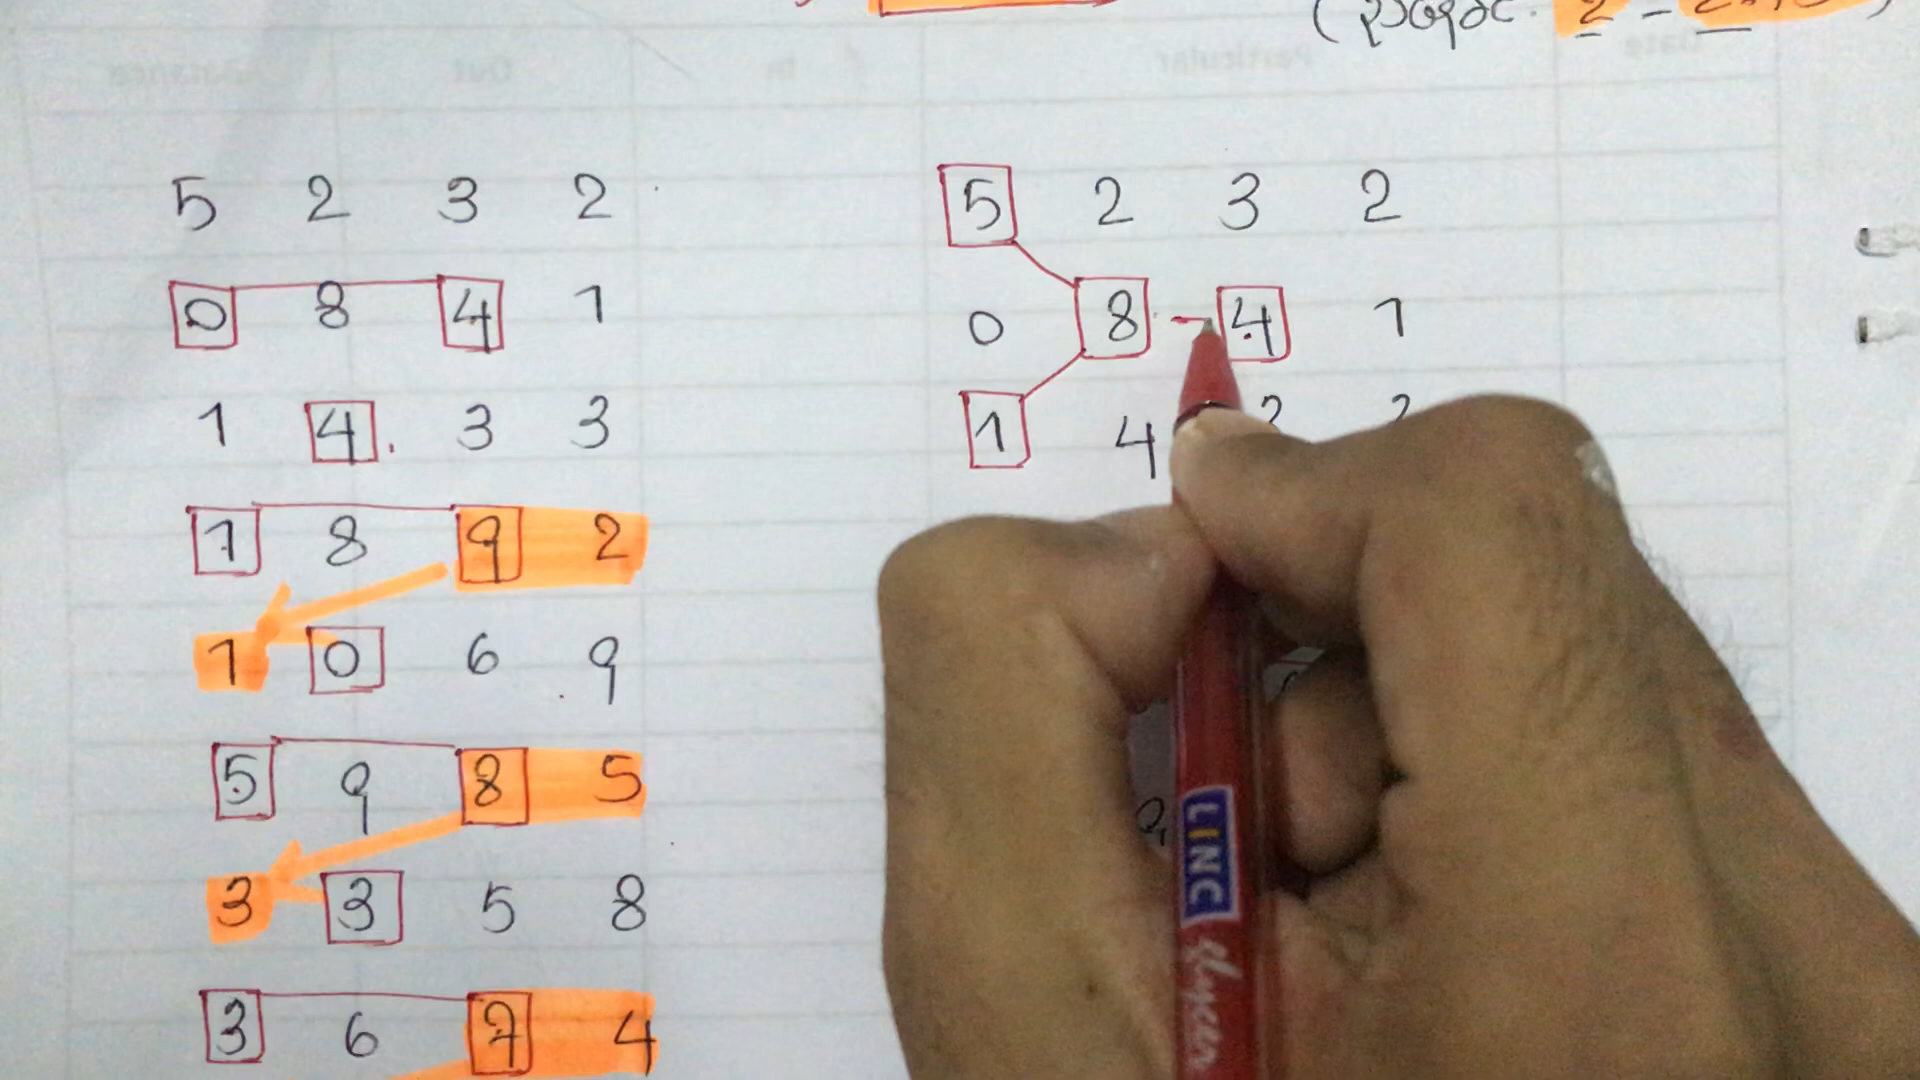 5 2 3 2
0 8 4 1
1 4 3 3
1 8 9 2
1 0 6 9
5 9 8 5
3 3 5 8
3 6 7 4
5 2 3 2
0 8 4 1
1 4
LINC
glycer